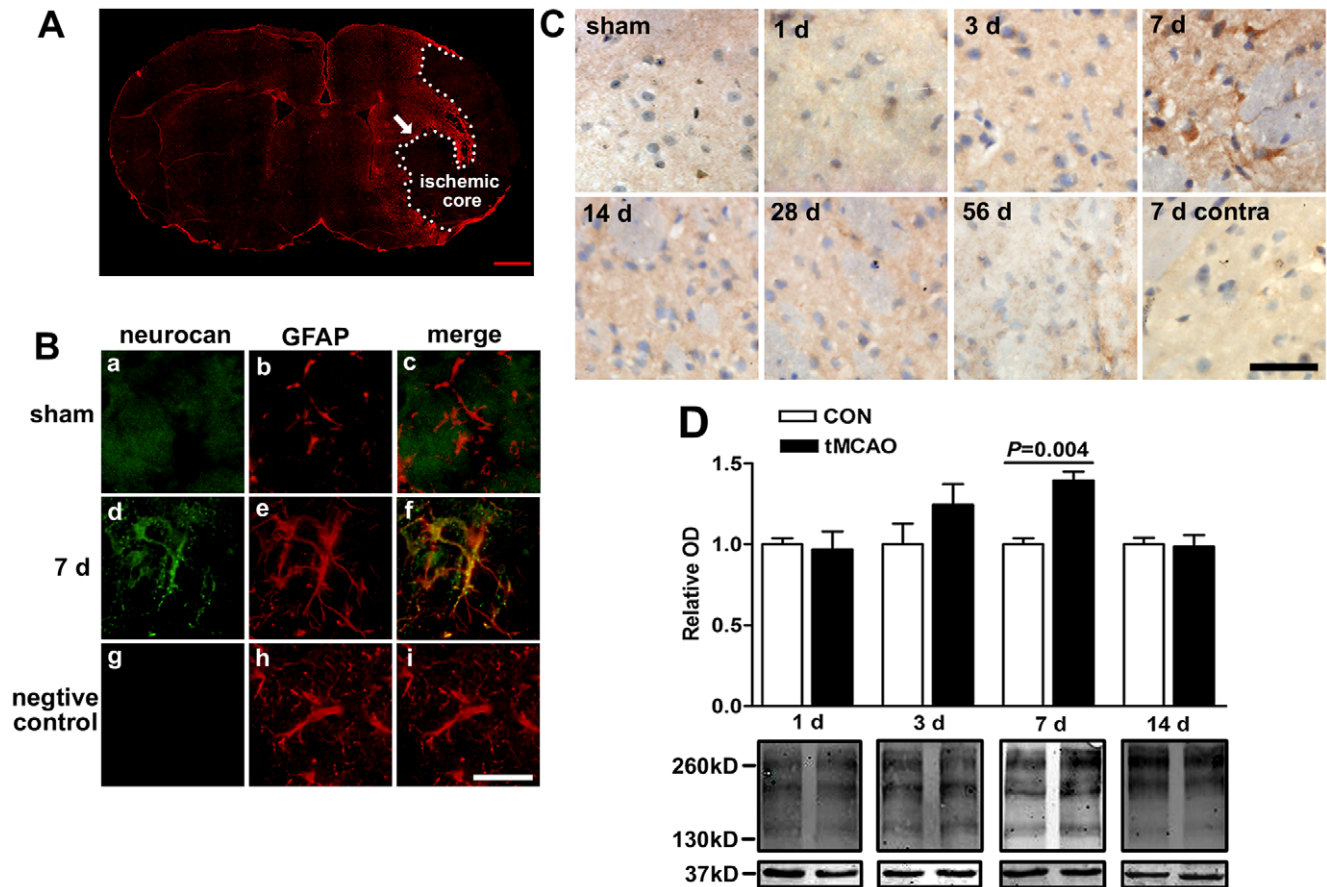 A
ischemic
core
B
neurocan GFAP merge
sham
a b c
7 d
d e f
negtive
control
g h i
C
sham 1 d 3 d 7 d
14 d 28 d 56 d 7 d contra
D
CON
tMCAO
P=0.004
Relative OD
1.5
1.0
0.5
0.0
1 d 3 d 7 d 14 d
260kD
130kD
37kD